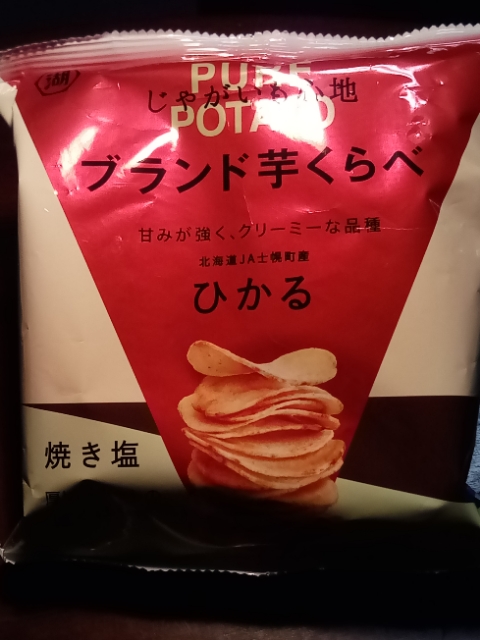 湖
PURE
じゃがいも心地
POTATO
ブランド芋くらべ
甘みが強く、クリーミーな品種
北海道JA士幌町産
ひかる
焼き塩